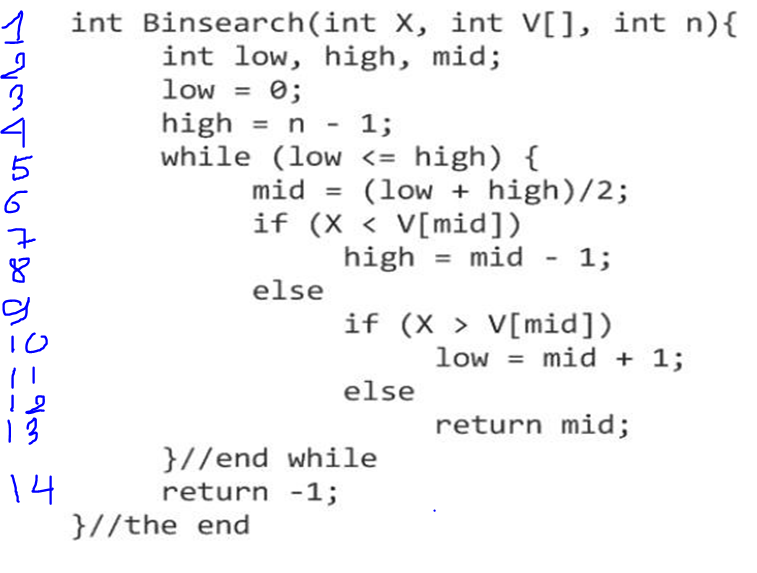 1 int Binsearch(int X, int V[], int n){
2 int low, high, mid;
3 low = 0;
4 high = n - 1;
5 while (low <= high) {
6 mid = (low + high)/2;
7 if (X < V[mid])
8 high = mid - 1;
9 else
10 if (X > V[mid])
11 low = mid + 1;
12 else
13 return mid;
}//end while
14 return -1;
}//the end